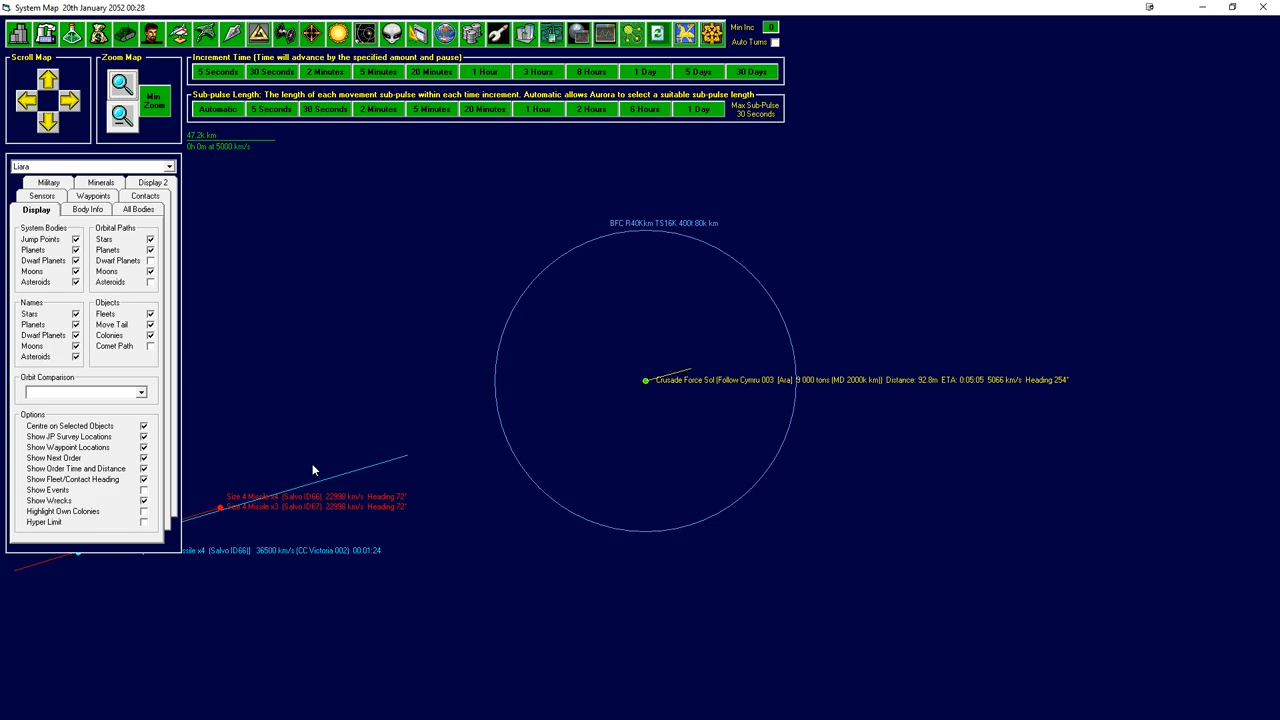 System Map   20th January 2052 00:28
Min Inc   0
Auto Turns
Scroll Map
Zoom Map
Min Zoom
Increment Time (Time will advance by the specified amount and pause)
5 Seconds   30 Seconds   2 Minutes   5 Minutes   20 Minutes   1 Hour   3 Hours   8 Hours   1 Day   5 Days   30 Days
Sub-pulse Length: The length of each movement sub-pulse within each time increment. Automatic allows Aurora to select a suitable sub-pulse length
Automatic   5 Seconds   30 Seconds   2 Minutes   5 Minutes   20 Minutes   1 Hour   2 Hours   6 Hours   1 Day
Max Sub-Pulse
30 Seconds
47.2k km
0h 0m at 5000 km/s
Liara
Military   Minerals   Display 2
Sensors   Waypoints   Contacts
Display   Body Info   All Bodies
System Bodies
Jump Points
Planets
Dwarf Planets
Moons
Asteroids
Orbital Paths
Stars
Planets
Dwarf Planets
Moons
Asteroids
Names
Stars
Planets
Dwarf Planets
Moons
Asteroids
Objects
Fleets
Move Tail
Colonies
Comet Path
Orbit Comparison
Options
Centre on Selected Objects
Show JP Survey Locations
Show Waypoint Locations
Show Next Order
Show Order Time and Distance
Show Fleet/Contact Heading
Show Events
Show Wrecks
Highlight Own Colonies
Hyper Limit
BFC R40Kkm TS16K 400t 80k km
Crusade Force Sol (Follow Cymru 003  [Ara]  9 000 tons (MD 2000k km))  Distance: 92.8m  ETA: 0:05:05  5066 km/s  Heading 254°
Size 4 Missile x4  (Salvo ID66)  22998 km/s  Heading 72°
Size 4 Missile x3  (Salvo ID67)  22998 km/s  Heading 72°
ssile x4  (Salvo ID66)]  36500 km/s (CC Victoria 002)  00:01:24